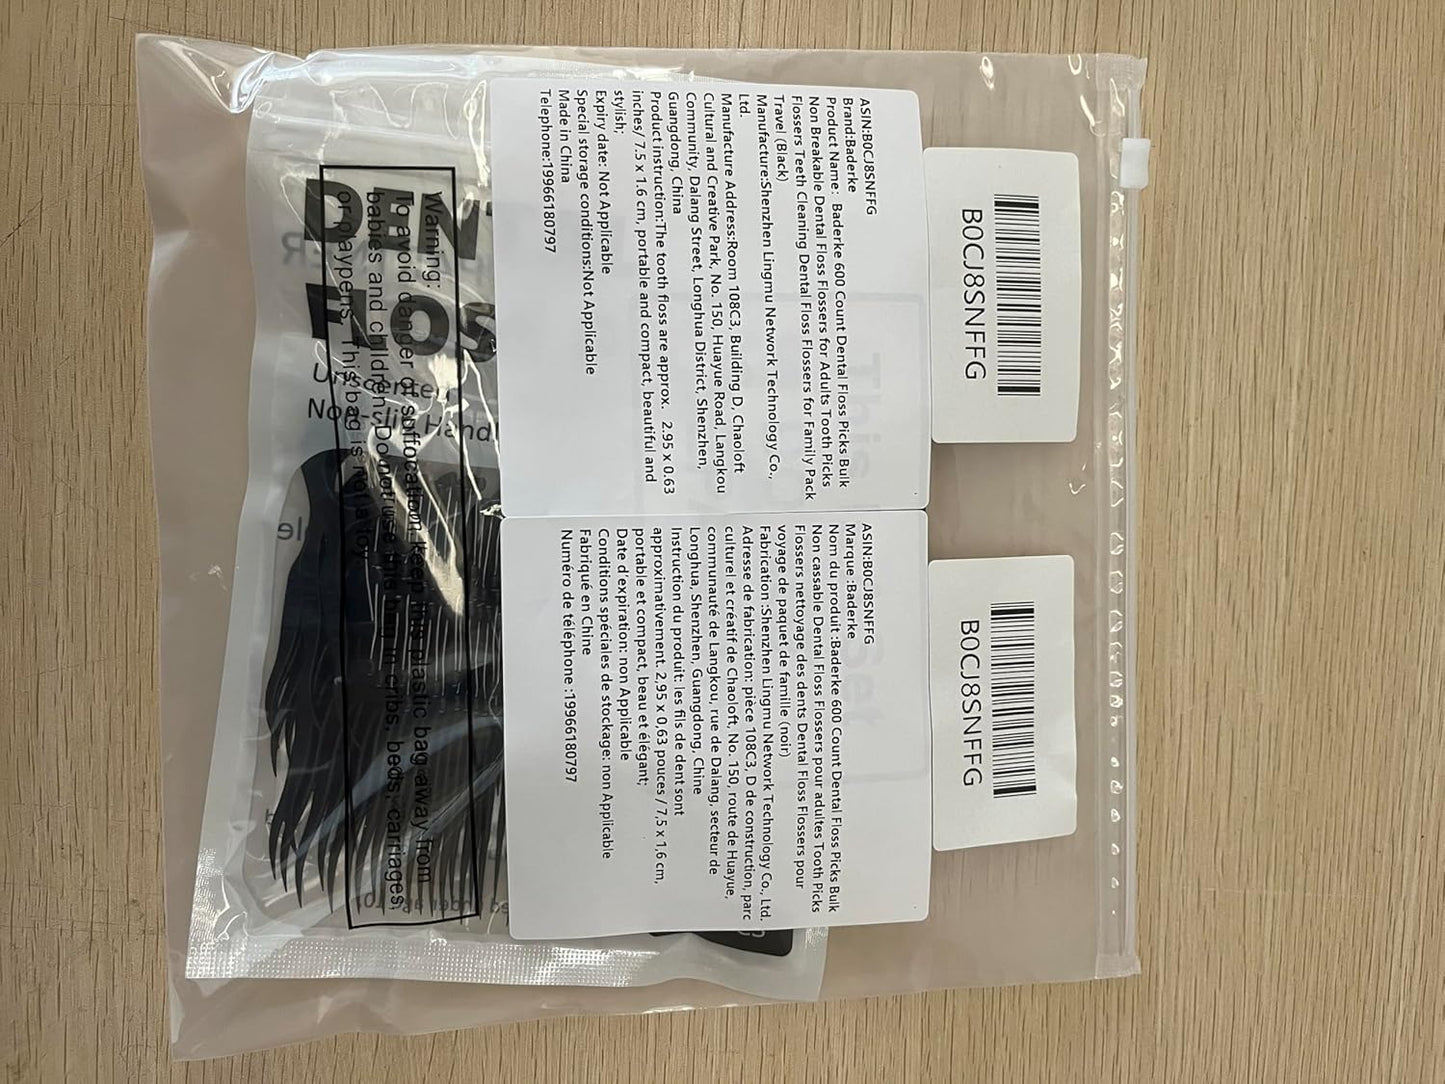 B0CJ8SNFFG
B0CJ8SNFFG
ASIN:B0CJ8SNFFG
Brand:Baderke
Product Name: Baderke 600 Count Dental Floss Picks Bulk
Non Breakable Dental Floss Flossers for Adults Tooth Picks
Flossers Teeth Cleaning Dental Floss Flossers for Family Pack
Travel (Black)
Manufacture:Shenzhen Lingmu Network Technology Co.,
Ltd.
Manufacture Address:Room 108C3, Building D, Chaoloft
Cultural and Creative Park, No. 150, Huayue Road, Langkou
Community, Dalang Street, Longhua District, Shenzhen,
Guangdong, China
Product instruction:The tooth floss are approx. 2.95 x 0.63
inches/ 7.5 x 1.6 cm, portable and compact, beautiful and
stylish;
Expiry date: Not Applicable
Special storage conditions:Not Applicable
Made in China
Telephone:19966180797
ASIN:B0CJ8SNFFG
Marque :Baderke
Nom du produit :Baderke 600 Count Dental Floss Picks Bulk
Non cassable Dental Floss Flossers pour adultes Tooth Picks
Flossers nettoyage des dents Dental Floss Flossers pour
voyage de paquet de famille (noir)
Fabrication :Shenzhen Lingmu Network Technology Co., Ltd.
Adresse de fabrication: pièce 108C3, D de construction, parc
culturel et créatif de Chaoloft, No. 150, route de Huayue,
communauté de Langkou, rue de Dalang, secteur de
Longhua, Shenzhen, Guangdong, Chine
Instruction du produit: les fils de dent sont
approximativement. 2,95 x 0,63 pouces / 7,5 x 1,6 cm,
portable et compact, beau et élégant;
Date d'expiration: non Applicable
Conditions spéciales de stockage: non Applicable
Fabriqué en Chine
Numéro de téléphone :19966180797
Warning:
To avoid danger of suffocation, keep this plastic bag away from
babies and children. Do not use this bag in cribs, beds, carriages,
or playpens. This bag is not a toy.